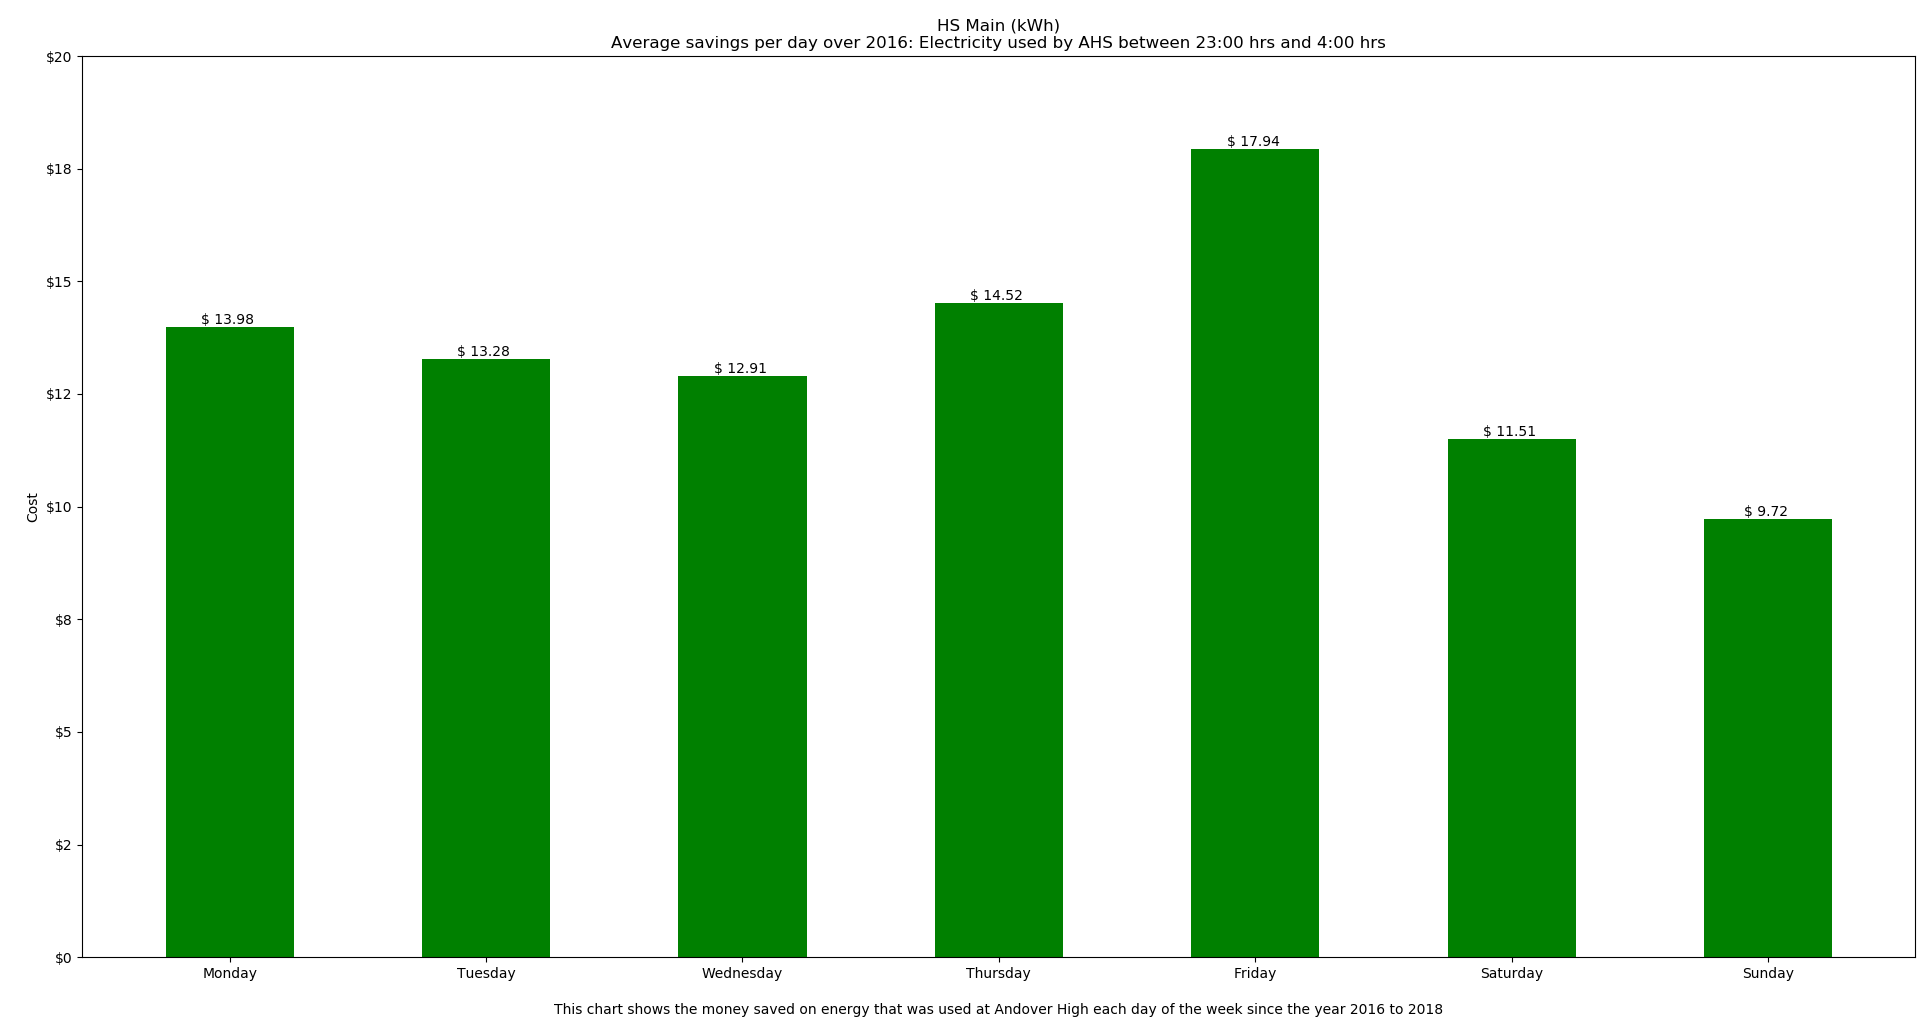 HS Main (kWh)
Average savings per day over 2016: Electricity used by AHS between 23:00 hrs and 4:00 hrs
Cost
$20
$18
$15
$12
$10
$8
$5
$2
$0
$ 13.98
$ 13.28
$ 12.91
$ 14.52
$ 17.94
$ 11.51
$ 9.72
Monday
Tuesday
Wednesday
Thursday
Friday
Saturday
Sunday
This chart shows the money saved on energy that was used at Andover High each day of the week since the year 2016 to 2018